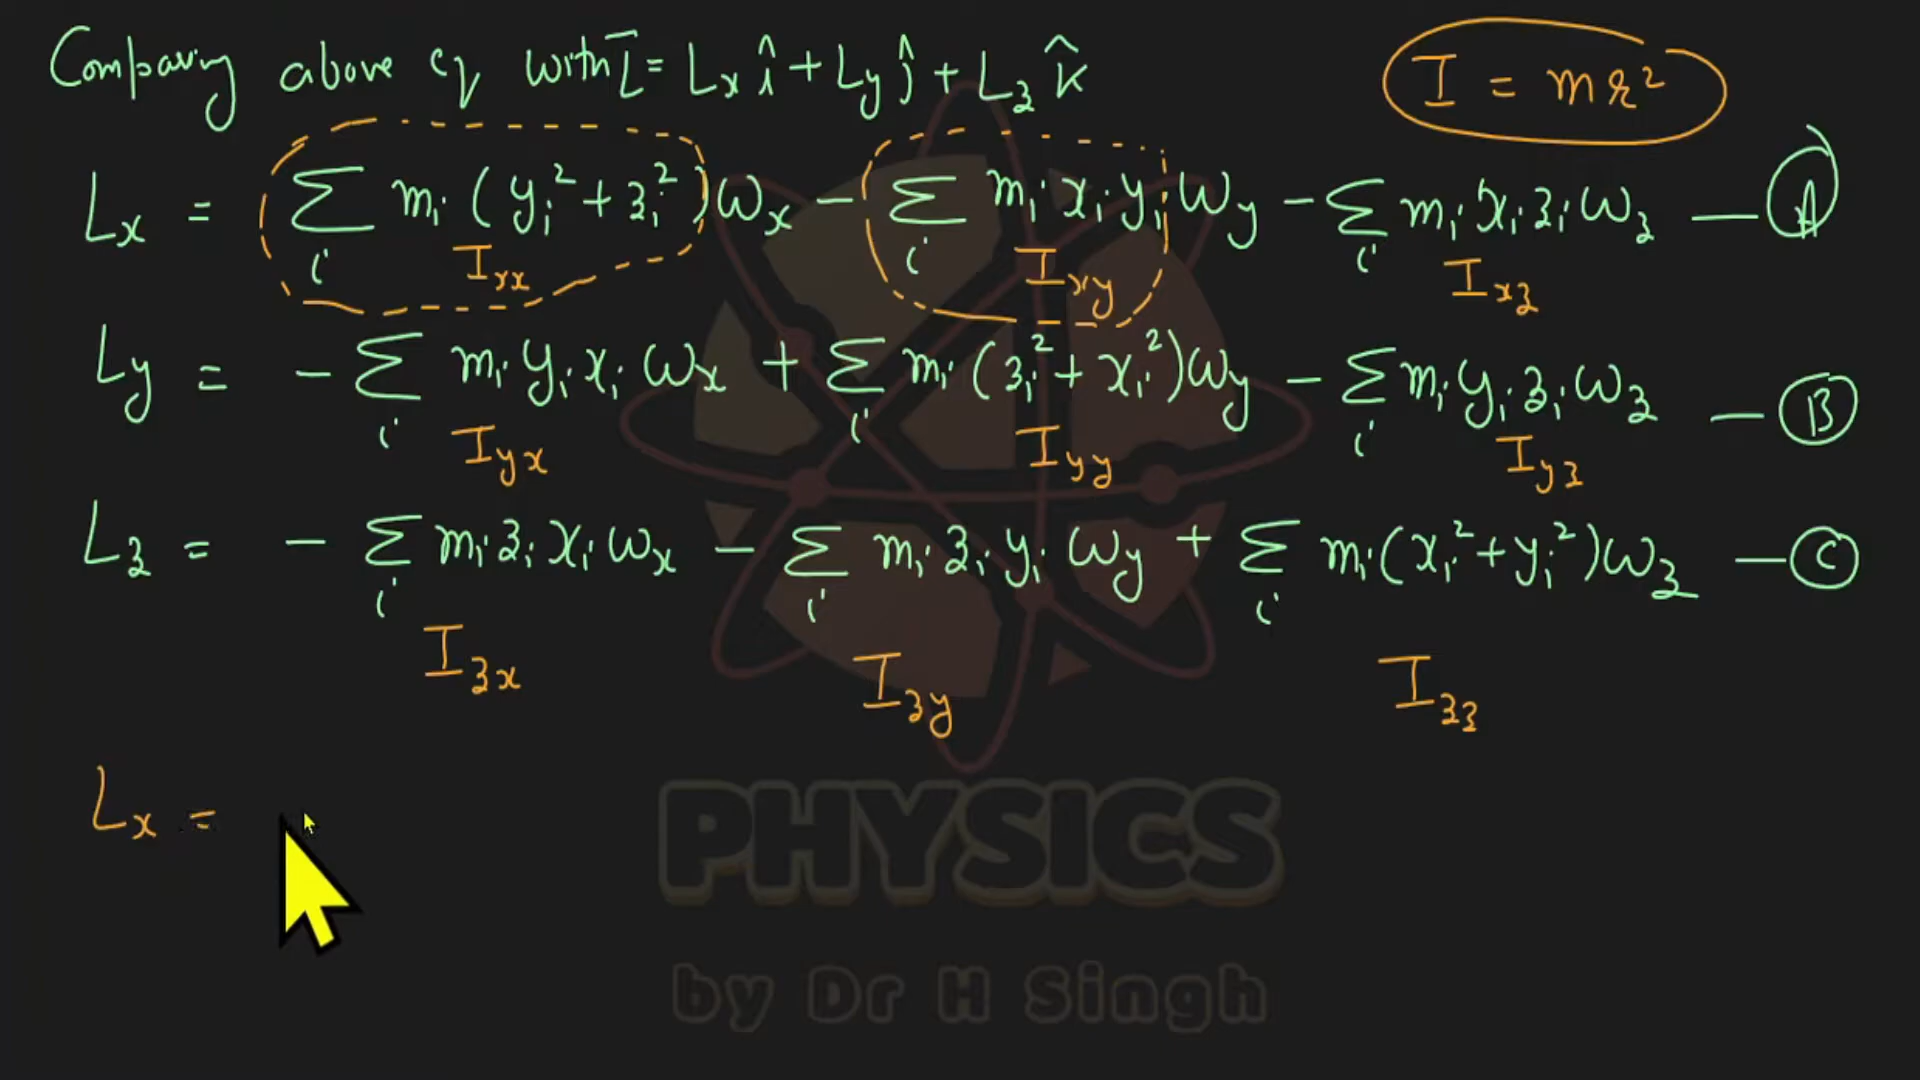 Comparing above eq with L̄ = Lx î + Ly ĵ + Lz k̂
I = mr²
Lx = Σi mi (yi² + zi²)ωx − Σi mi xi yi ωy − Σi mi xi zi ωz — (A)
Ixx Ixy Ixz
Ly = − Σi mi yi xi ωx + Σi mi (zi² + xi²)ωy − Σi mi yi zi ωz — (B)
Iyx Iyy Iyz
Lz = − Σi mi zi xi ωx − Σi mi zi yi ωy + Σi mi (xi² + yi²)ωz — (C)
Izx Izy Izz
Lx =
PHYSICS
by Dr H Singh